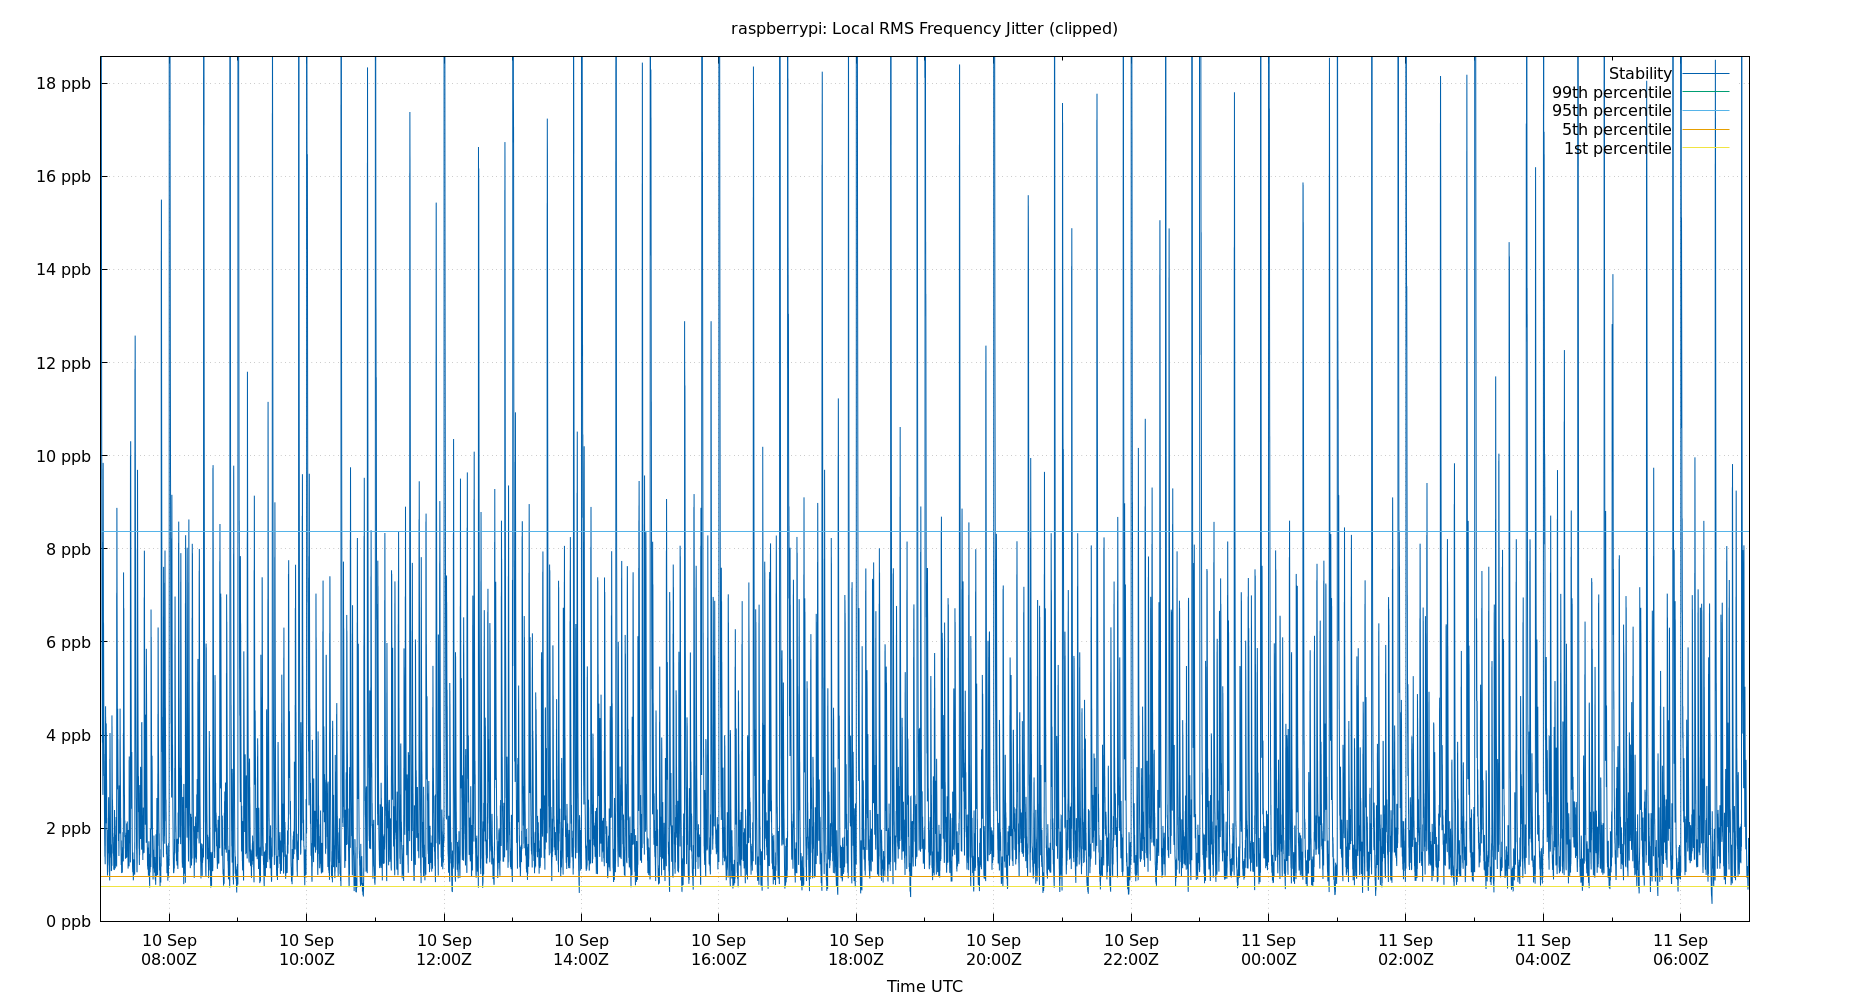 raspberrypi: Local RMS Frequency Jitter (clipped)
Stability
99th percentile
95th percentile
5th percentile
1st percentile
18 ppb
16 ppb
14 ppb
12 ppb
10 ppb
8 ppb
6 ppb
4 ppb
2 ppb
0 ppb
10 Sep 10 Sep 10 Sep 10 Sep 10 Sep 10 Sep 10 Sep 10 Sep 11 Sep 11 Sep 11 Sep 11 Sep
08:00Z 10:00Z 12:00Z 14:00Z 16:00Z 18:00Z 20:00Z 22:00Z 00:00Z 02:00Z 04:00Z 06:00Z
Time UTC